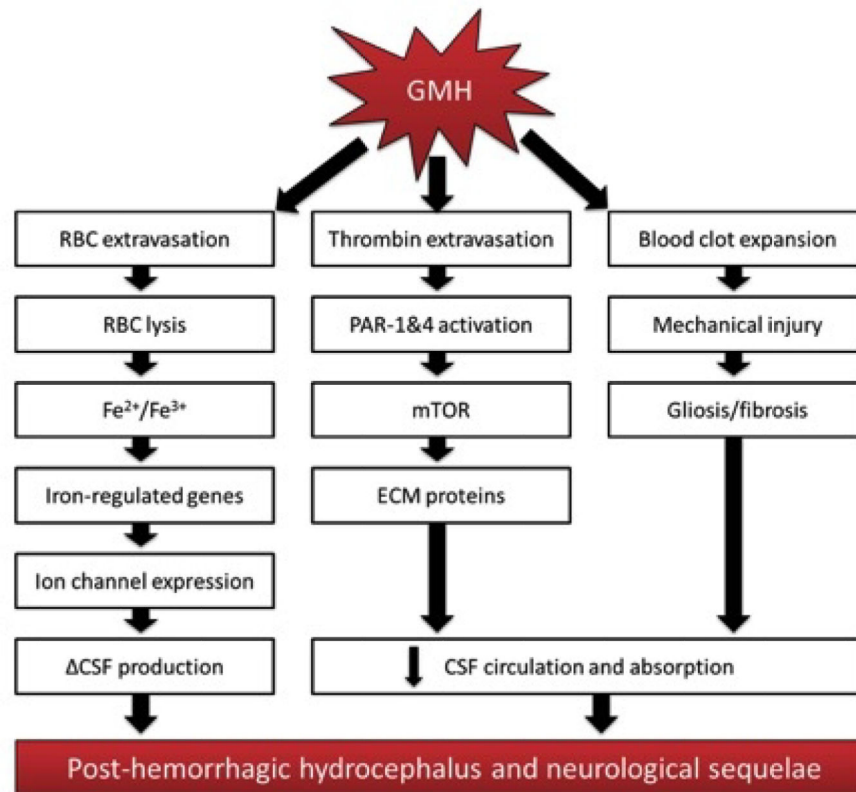 GMH
RBC extravasation
Thrombin extravasation
Blood clot expansion
RBC lysis
PAR-1&4 activation
Mechanical injury
Fe²⁺/Fe³⁺
mTOR
Gliosis/fibrosis
Iron-regulated genes
ECM proteins
Ion channel expression
ΔCSF production
CSF circulation and absorption
Post-hemorrhagic hydrocephalus and neurological sequelae